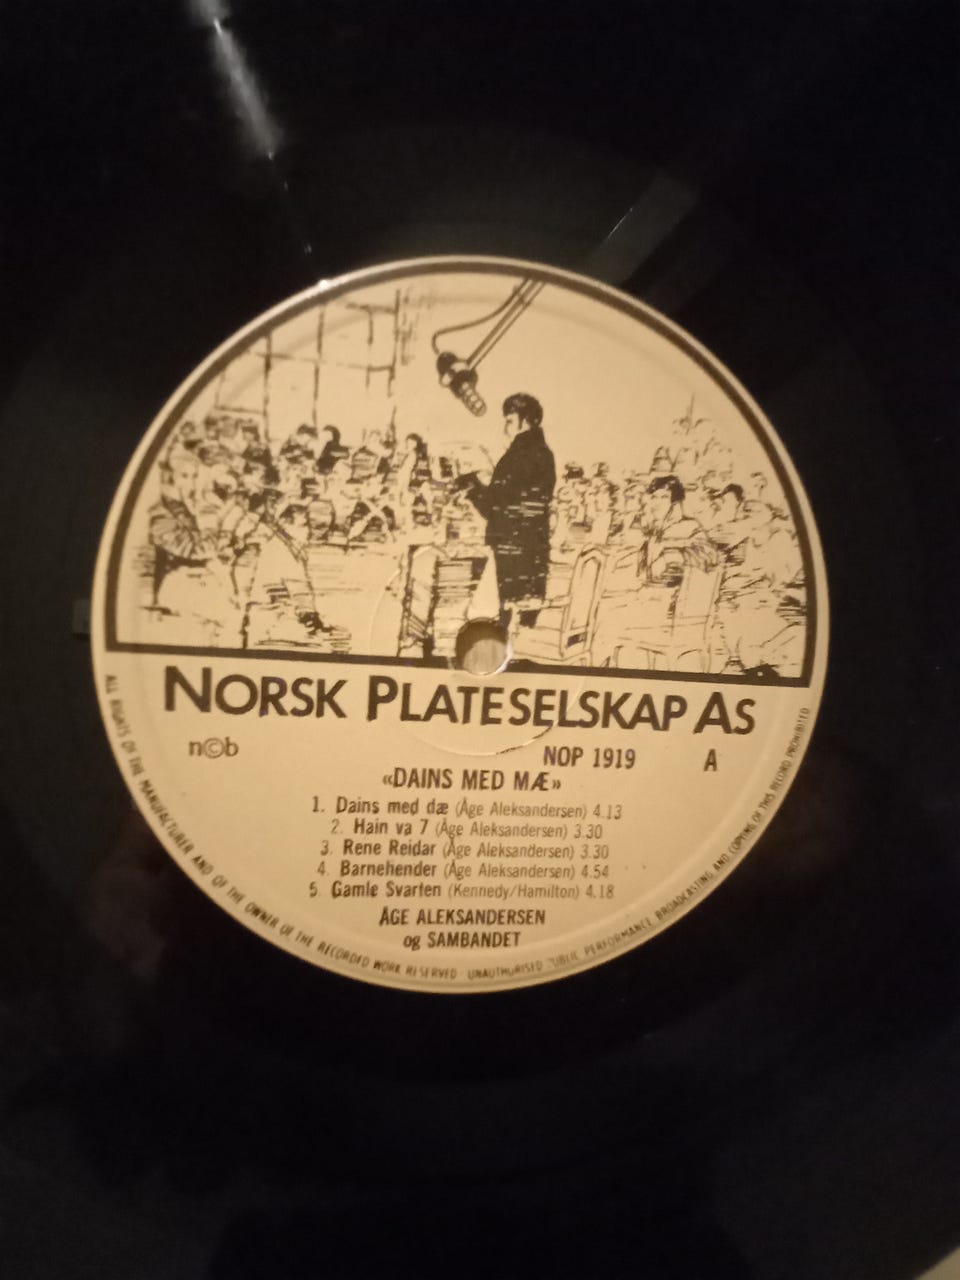 NORSK PLATESELSKAP AS
n©b
NOP 1919 A
«DAINS MED MÆ»
1. Dains med dæ (Åge Aleksandersen) 4.13
2. Hain va 7 (Åge Aleksandersen) 3.30
3. Rene Reidar (Åge Aleksandersen) 3.30
4. Barnehender (Åge Aleksandersen) 4.54
5. Gamle Svarten (Kennedy/Hamilton) 4.18
ÅGE ALEKSANDERSEN
og SAMBANDET
ALL RIGHTS OF THE MANUFACTURER AND OF THE OWNER OF THE RECORDED WORK RESERVED · UNAUTHORISED PUBLIC PERFORMANCE BROADCASTING AND COPYING OF THIS RECORD PROHIBITED